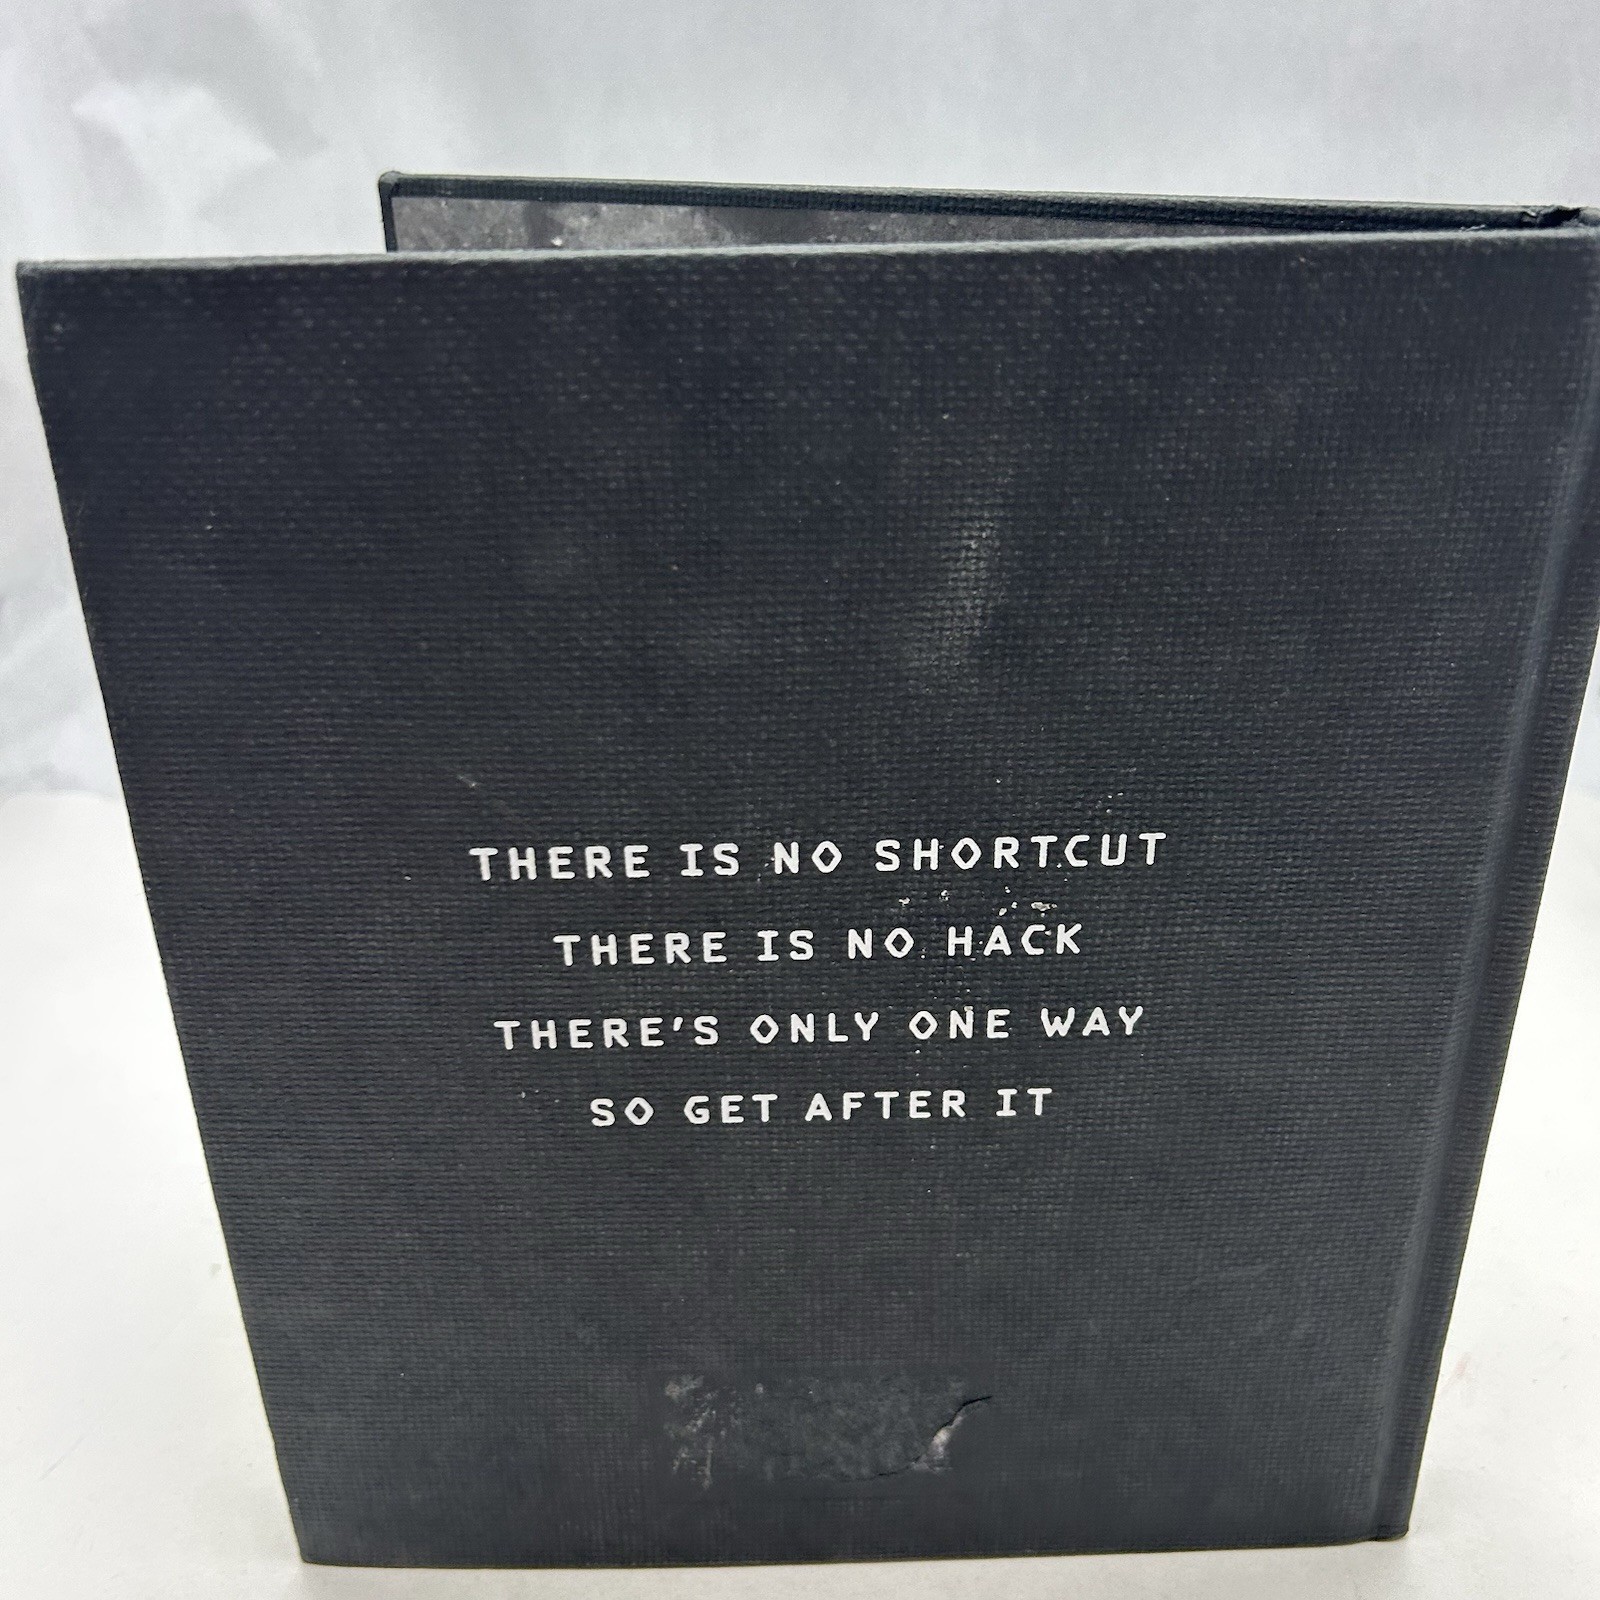 THERE IS NO SHORTCUT
THERE IS NO HACK
THERE'S ONLY ONE WAY
SO GET AFTER IT